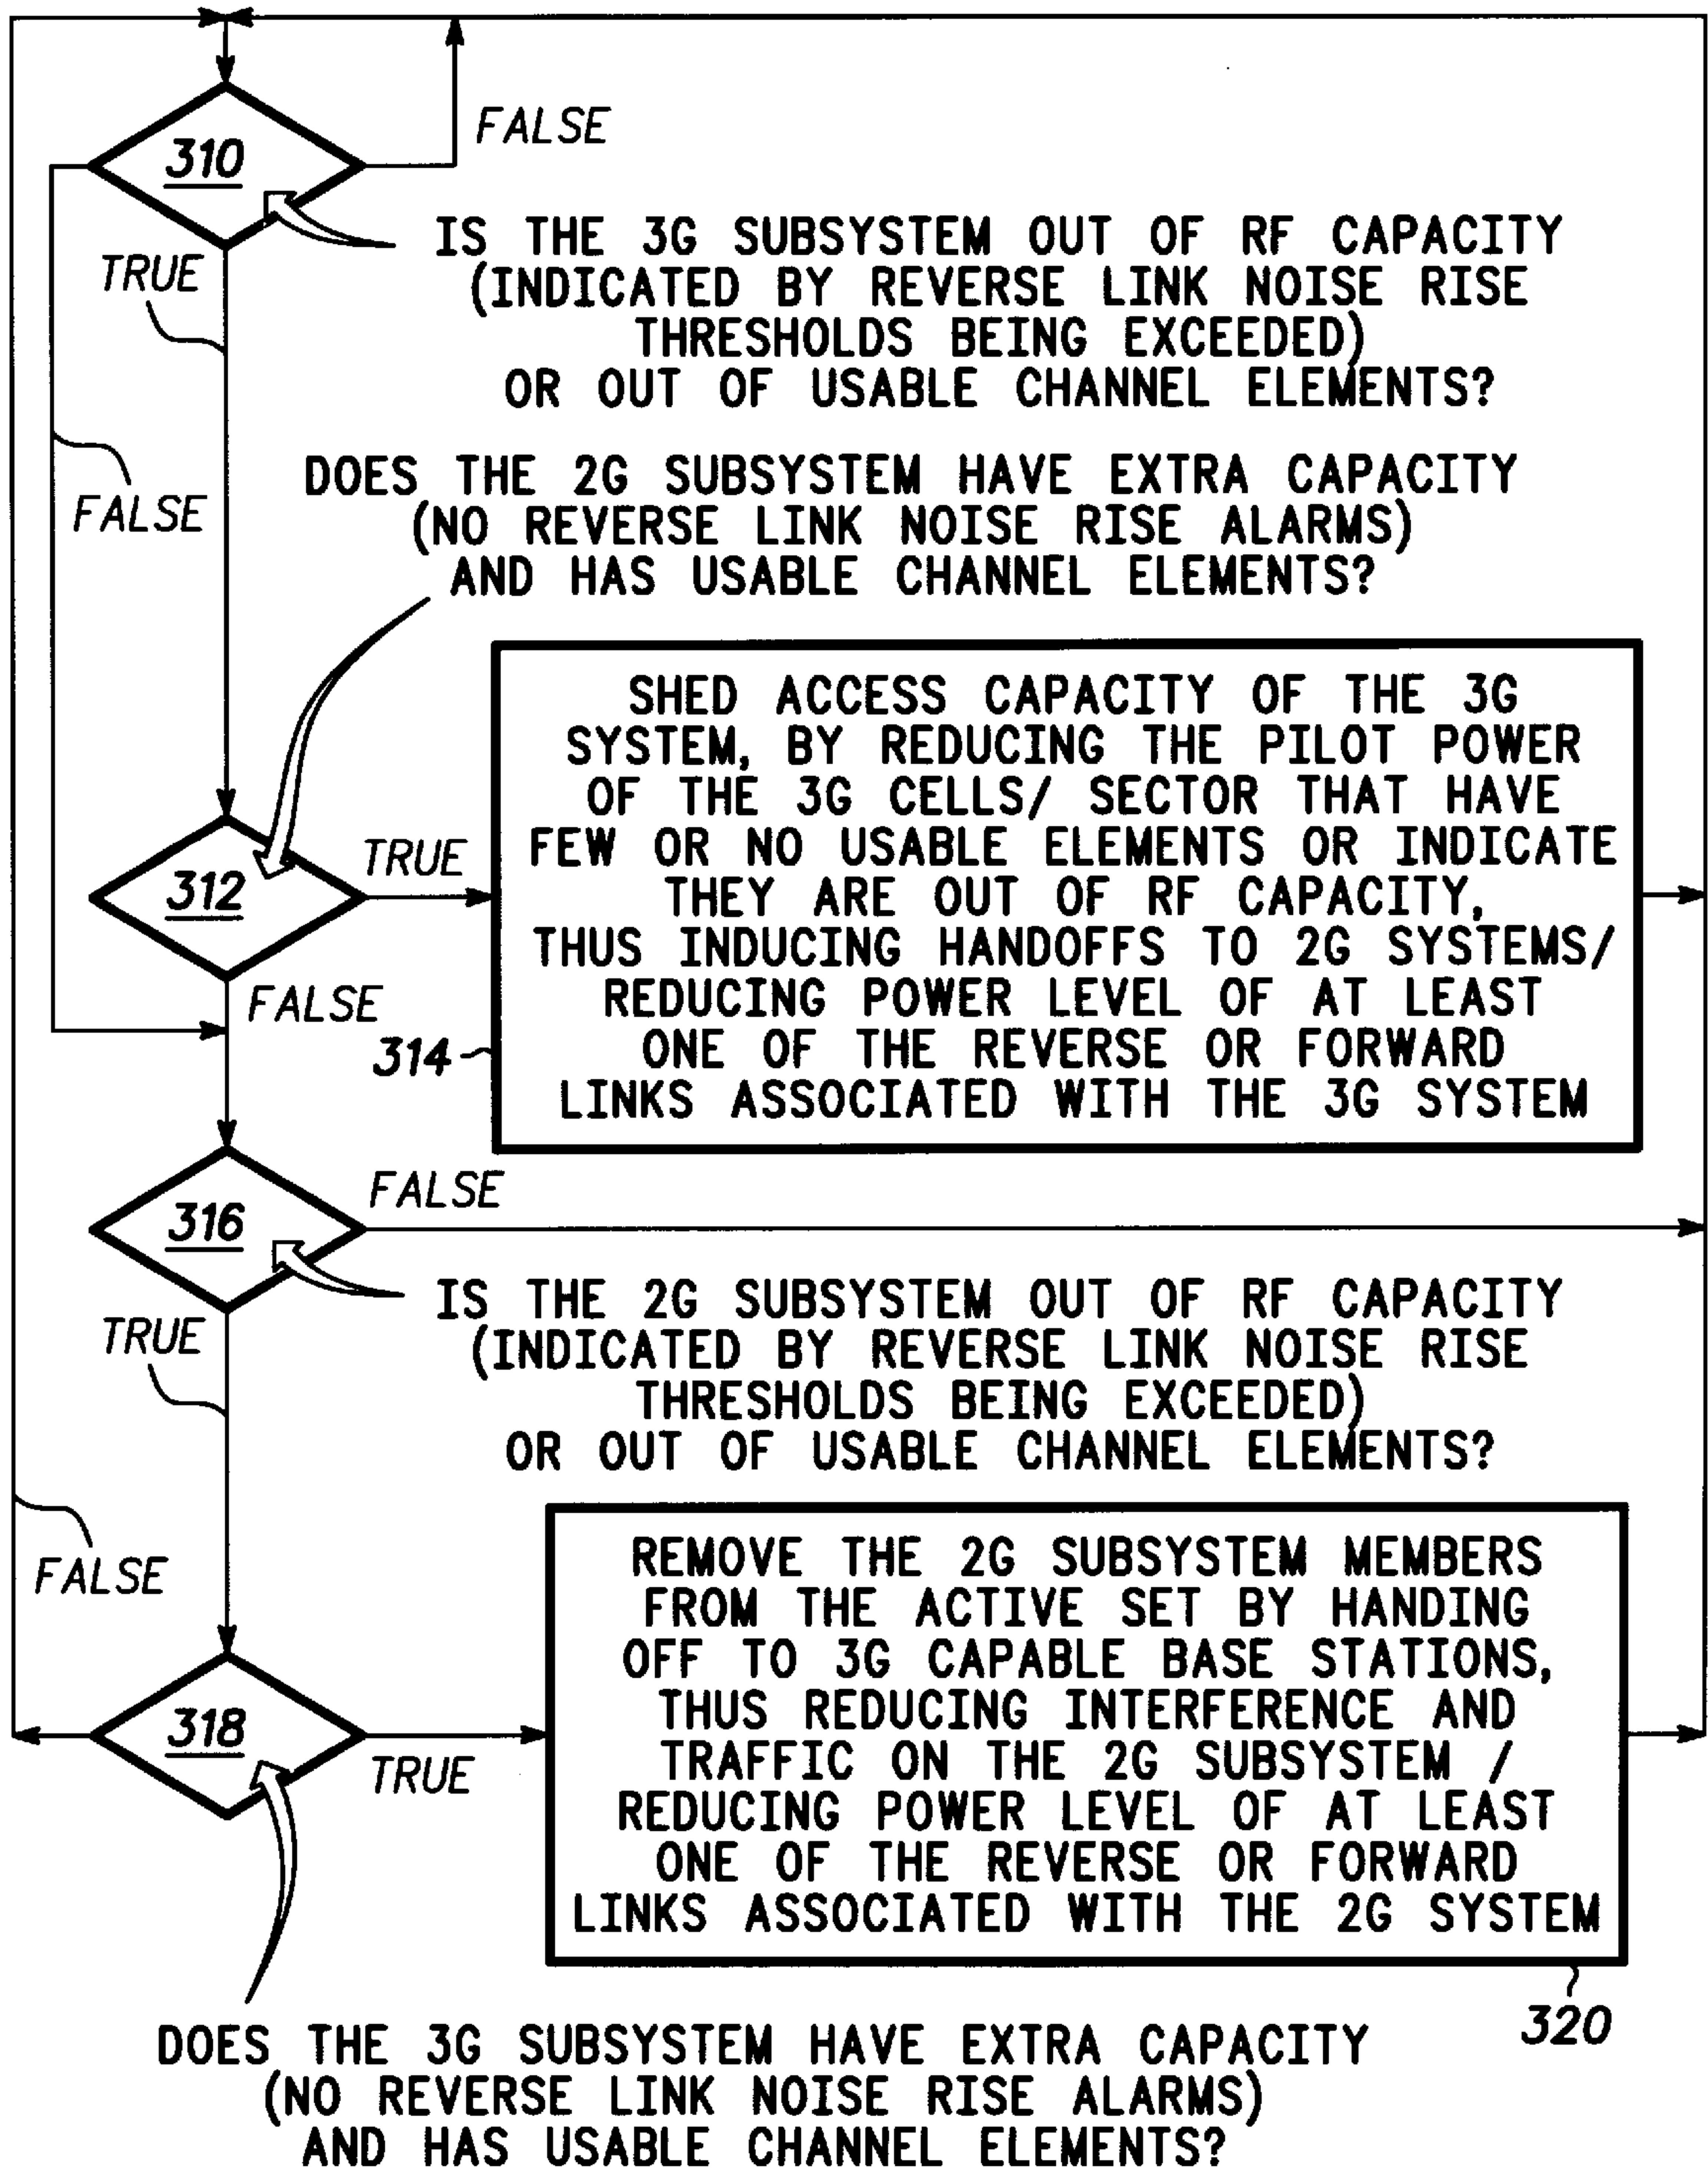 FALSE
310
IS THE 3G SUBSYSTEM OUT OF RF CAPACITY
(INDICATED BY REVERSE LINK NOISE RISE
THRESHOLDS BEING EXCEEDED)
OR OUT OF USABLE CHANNEL ELEMENTS?
TRUE
FALSE
DOES THE 2G SUBSYSTEM HAVE EXTRA CAPACITY
(NO REVERSE LINK NOISE RISE ALARMS)
AND HAS USABLE CHANNEL ELEMENTS?
312
TRUE
FALSE
SHED ACCESS CAPACITY OF THE 3G
SYSTEM, BY REDUCING THE PILOT POWER
OF THE 3G CELLS/ SECTOR THAT HAVE
FEW OR NO USABLE ELEMENTS OR INDICATE
THEY ARE OUT OF RF CAPACITY,
THUS INDUCING HANDOFFS TO 2G SYSTEMS/
REDUCING POWER LEVEL OF AT LEAST
ONE OF THE REVERSE OR FORWARD
LINKS ASSOCIATED WITH THE 3G SYSTEM
314
316
FALSE
IS THE 2G SUBSYSTEM OUT OF RF CAPACITY
(INDICATED BY REVERSE LINK NOISE RISE
THRESHOLDS BEING EXCEEDED)
OR OUT OF USABLE CHANNEL ELEMENTS?
TRUE
FALSE
318
TRUE
REMOVE THE 2G SUBSYSTEM MEMBERS
FROM THE ACTIVE SET BY HANDING
OFF TO 3G CAPABLE BASE STATIONS,
THUS REDUCING INTERFERENCE AND
TRAFFIC ON THE 2G SUBSYSTEM /
REDUCING POWER LEVEL OF AT LEAST
ONE OF THE REVERSE OR FORWARD
LINKS ASSOCIATED WITH THE 2G SYSTEM
320
DOES THE 3G SUBSYSTEM HAVE EXTRA CAPACITY
(NO REVERSE LINK NOISE RISE ALARMS)
AND HAS USABLE CHANNEL ELEMENTS?